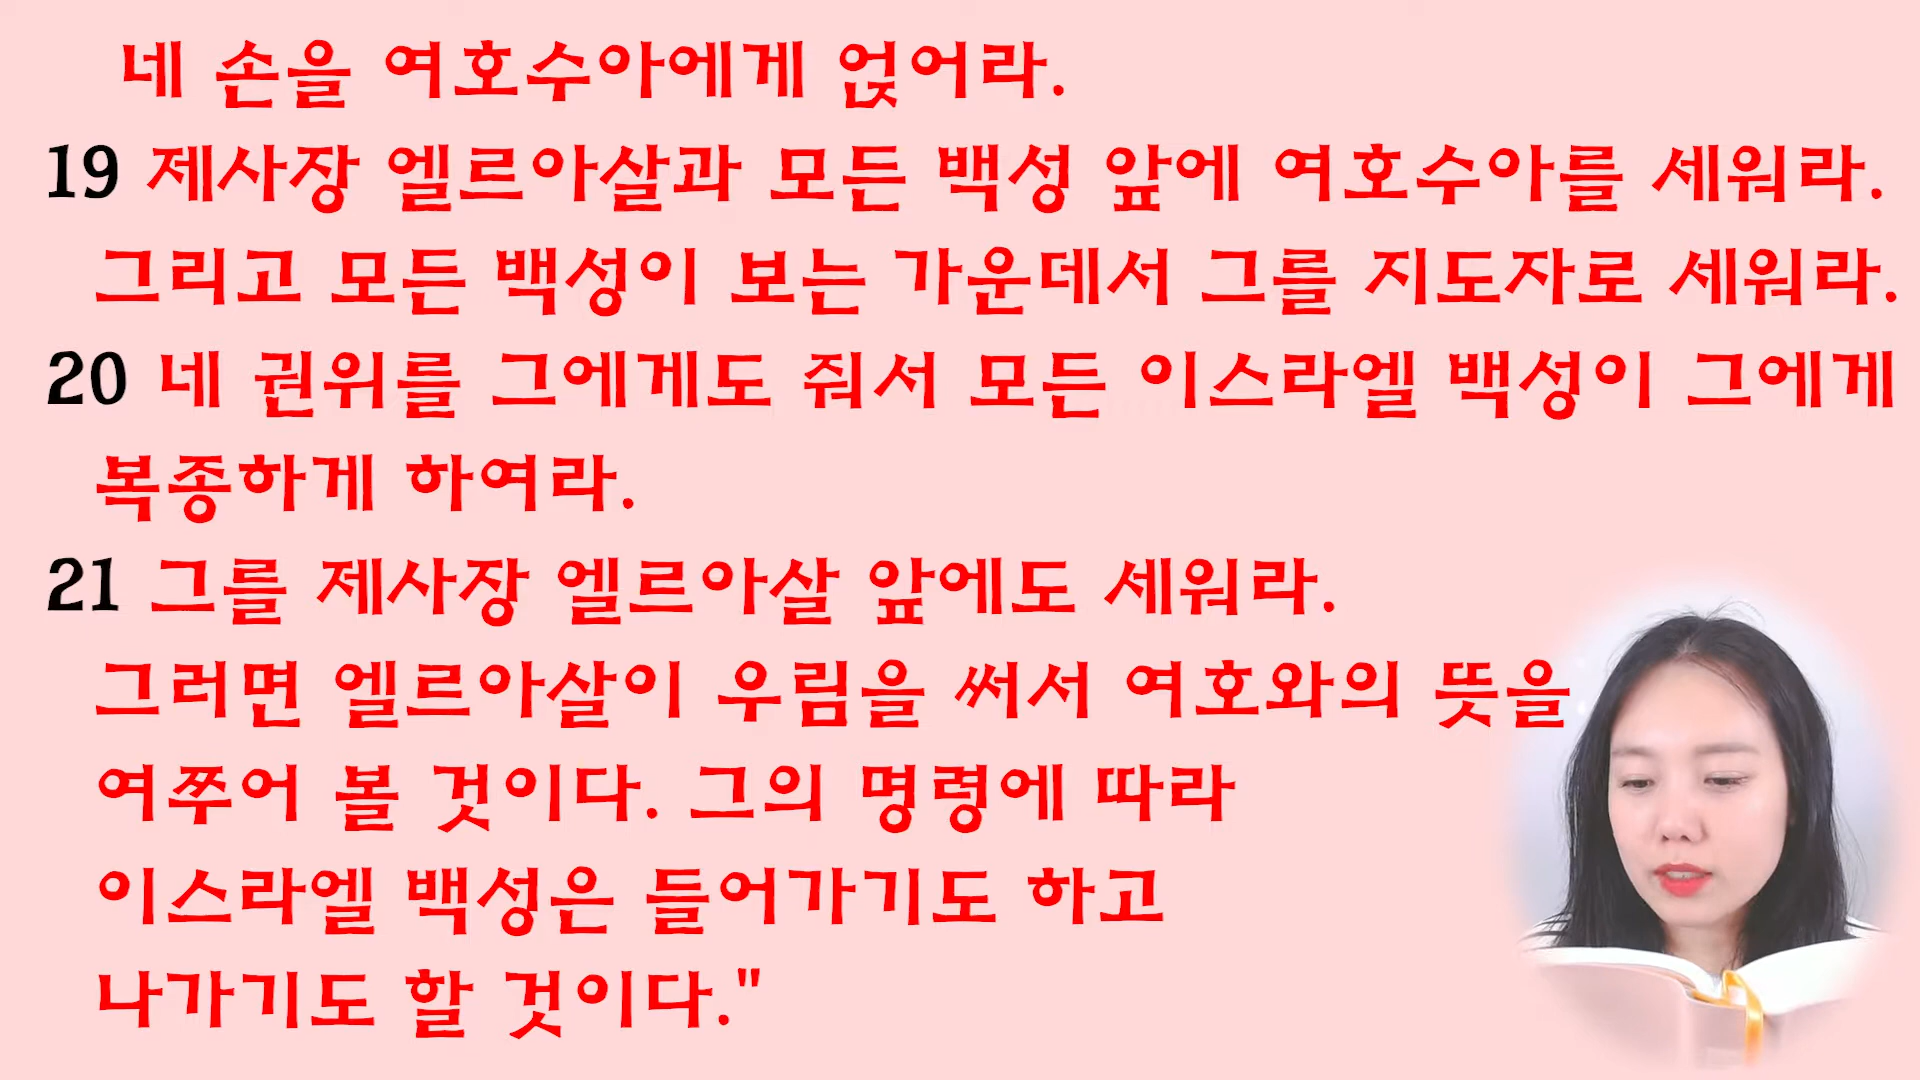 네 손을 여호수아에게 얹어라.
19 제사장 엘르아살과 모든 백성 앞에 여호수아를 세워라.
그리고 모든 백성이 보는 가운데서 그를 지도자로 세워라.
20 네 권위를 그에게도 줘서 모든 이스라엘 백성이 그에게
복종하게 하여라.
21 그를 제사장 엘르아살 앞에도 세워라.
그러면 엘르아살이 우림을 써서 여호와의 뜻을
여쭈어 볼 것이다. 그의 명령에 따라
이스라엘 백성은 들어가기도 하고
나가기도 할 것이다."